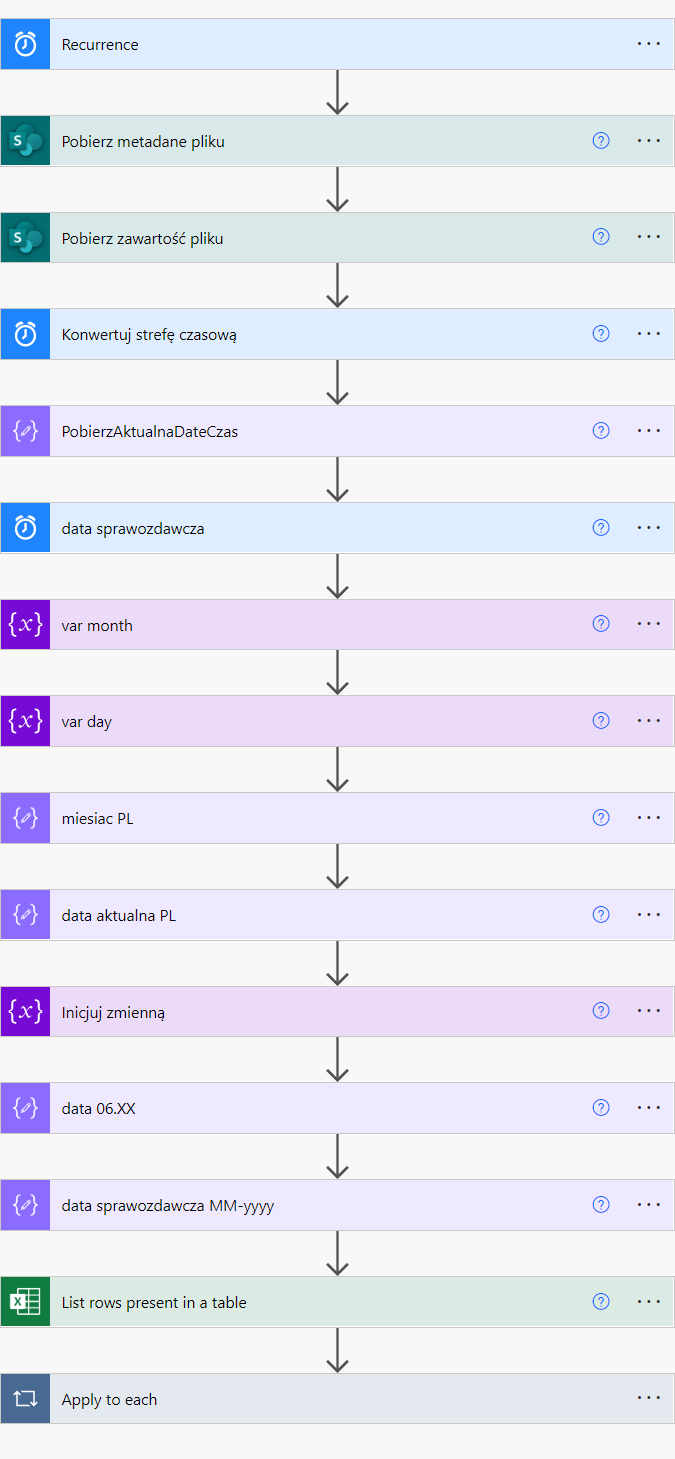 Recurrence
Pobierz metadane pliku
Pobierz zawartość pliku
Konwertuj strefę czasową
PobierzAktualnaDateCzas
data sprawozdawcza
var month
var day
miesiac PL
data aktualna PL
Inicjuj zmienną
data 06.XX
data sprawozdawcza MM-yyyy
List rows present in a table
Apply to each